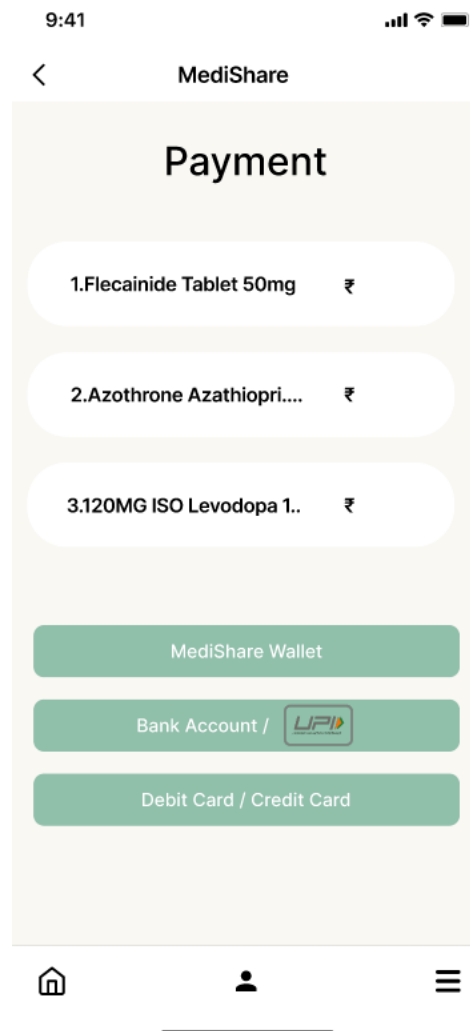 9:41
MediShare
Payment
1.Flecainide Tablet 50mg ₹
2.Azothrone Azathiopri.... ₹
3.120MG ISO Levodopa 1.. ₹
MediShare Wallet
Bank Account / UPI
Debit Card / Credit Card